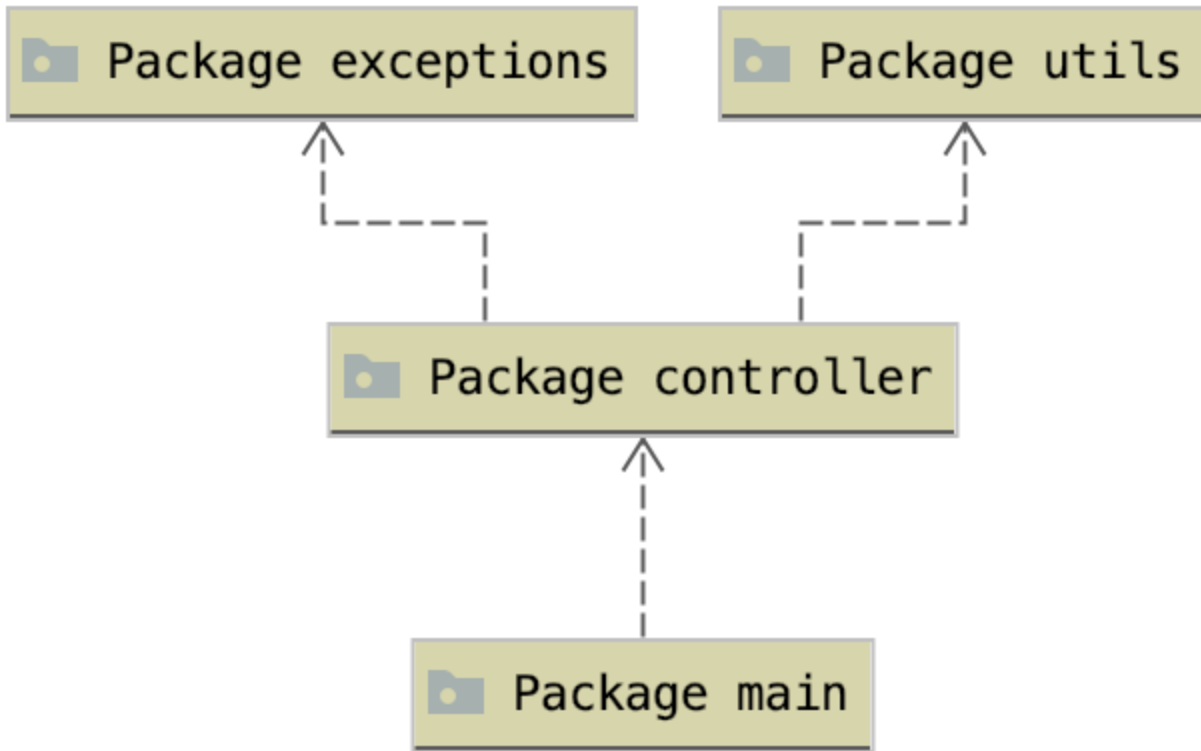 Package exceptions
Package utils
Package controller
Package main